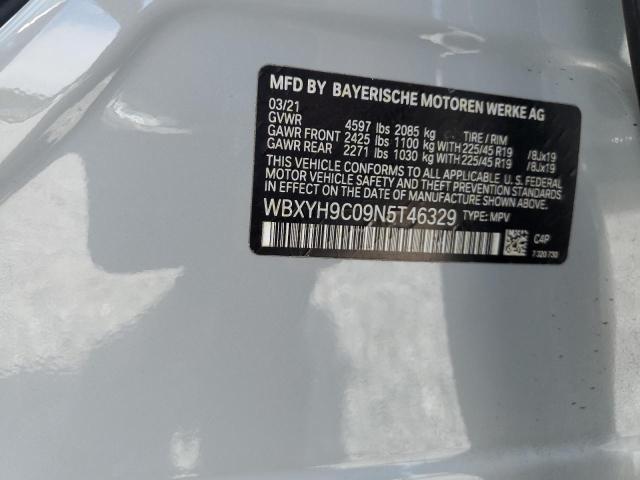 MFD BY BAYERISCHE MOTOREN WERKE AG
03/21
GVWR 4597 lbs 2085 kg TIRE / RIM
GAWR FRONT 2425 lbs 1100 kg WITH 225/45 R19 /8Jx19
GAWR REAR 2271 lbs 1030 kg WITH 225/45 R19 /8Jx19
THIS VEHICLE CONFORMS TO ALL APPLICABLE U.S. FEDERAL
MOTOR VEHICLE SAFETY AND THEFT PREVENTION STANDARDS
IN EFFECT ON THE DATE OF MANUFACTURE SHOWN ABOVE.
WBXYH9C09N5T46329 TYPE: MPV
C4P
7 320 730